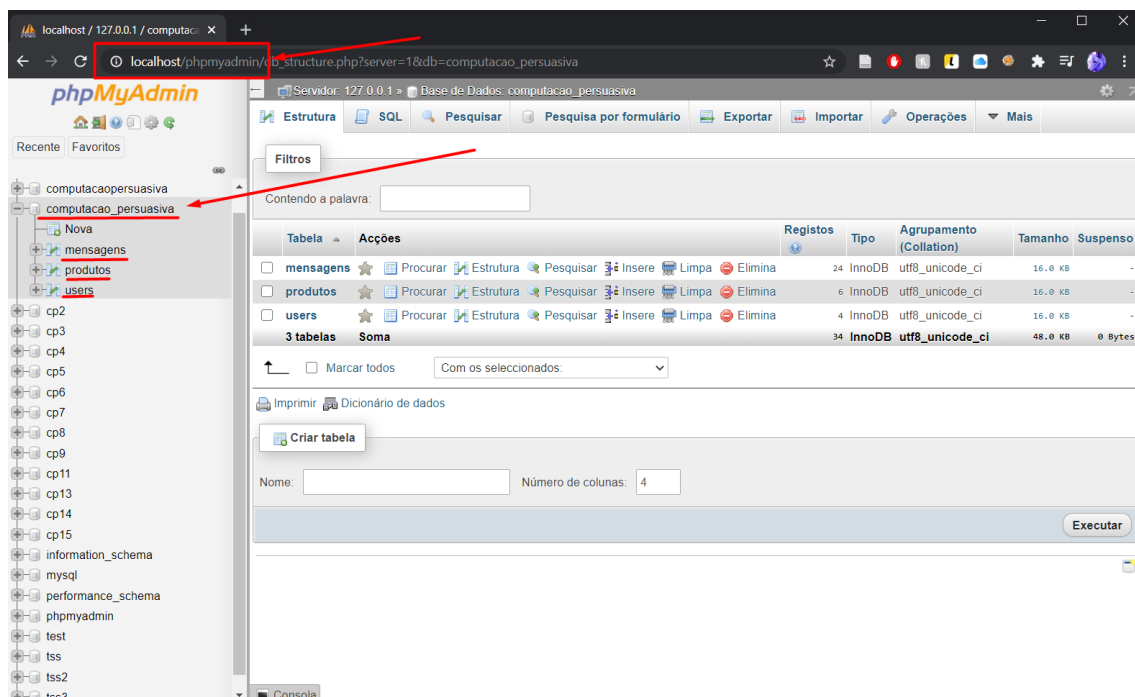 localhost / 127.0.0.1 / computaca
localhost/phpmyadmin/db_structure.php?server=1&db=computacao_persuasiva
phpMyAdmin
Recente Favoritos
computacaopersuasiva
computacao_persuasiva
Nova
mensagens
produtos
users
cp2
cp3
cp4
cp5
cp6
cp7
cp8
cp9
cp11
cp13
cp14
cp15
information_schema
mysql
performance_schema
phpmyadmin
test
tss
tss2
tss3
Servidor: 127.0.0.1 » Base de Dados: computacao_persuasiva
Estrutura SQL Pesquisar Pesquisa por formulário Exportar Importar Operações Mais
Filtros
Contendo a palavra:
Tabela Acções Registos Tipo Agrupamento (Collation) Tamanho Suspenso
mensagens Procurar Estrutura Pesquisar Insere Limpa Elimina 24 InnoDB utf8_unicode_ci 16.0 KB -
produtos Procurar Estrutura Pesquisar Insere Limpa Elimina 6 InnoDB utf8_unicode_ci 16.0 KB -
users Procurar Estrutura Pesquisar Insere Limpa Elimina 4 InnoDB utf8_unicode_ci 16.0 KB -
3 tabelas Soma 34 InnoDB utf8_unicode_ci 48.0 KB 0 Bytes
Marcar todos Com os seleccionados:
Imprimir Dicionário de dados
Criar tabela
Nome: Número de colunas: 4
Executar
Consola